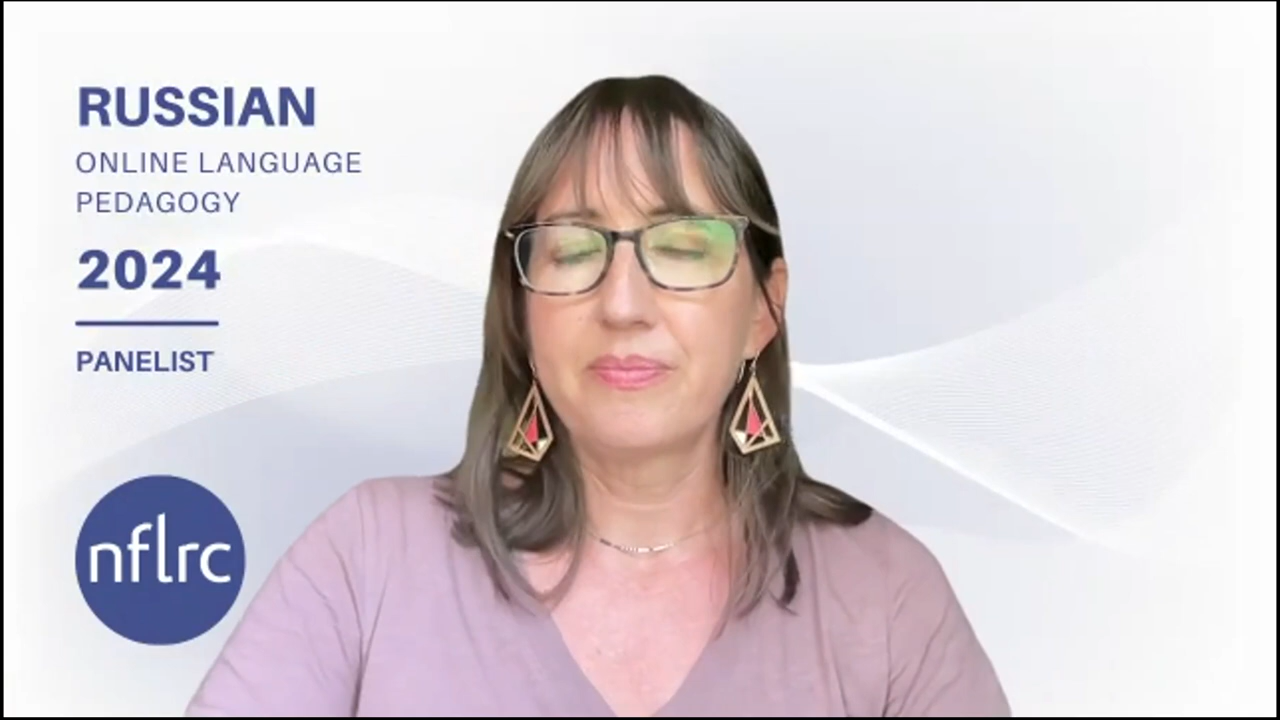 RUSSIAN
ONLINE LANGUAGE
PEDAGOGY
2024
PANELIST
nflrc